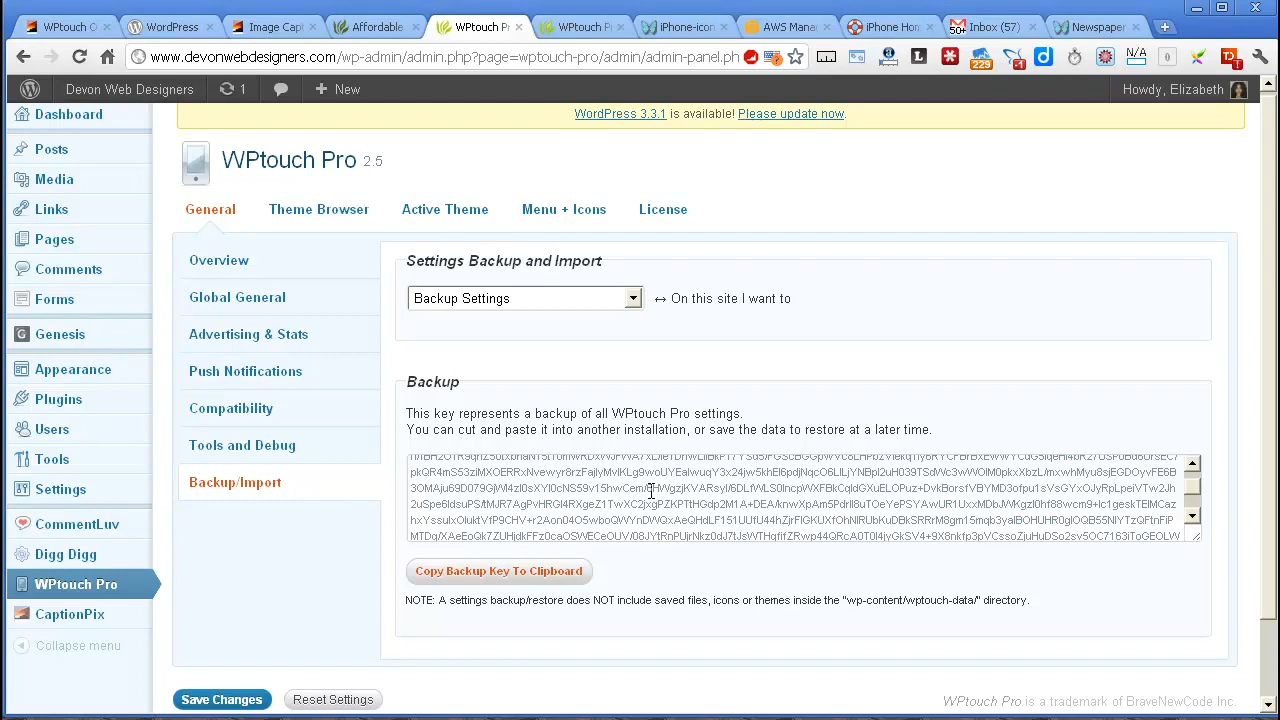 WPtouch O
WordPress
Image Capt
Affordable
WPtouch Pr
WPtouch Pr
iPhone-icon
AWS Mana
iPhone Hom
Inbox (57)
Newspaper
www.devonwebdesigners.com/wp-admin/admin.php?page=wptouch-pro/admin/admin-panel.ph
Devon Web Designers
1
New
Howdy, Elizabeth
WordPress 3.3.1 is available! Please update now.
Dashboard
Posts
Media
Links
Pages
Comments
Forms
Genesis
Appearance
Plugins
Users
Tools
Settings
CommentLuv
Digg Digg
WPtouch Pro
CaptionPix
Collapse menu
WPtouch Pro 2.5
General
Theme Browser
Active Theme
Menu + Icons
License
Overview
Global General
Advertising & Stats
Push Notifications
Compatibility
Tools and Debug
Backup/Import
Settings Backup and Import
Backup Settings
↔ On this site I want to
Backup
This key represents a backup of all WPtouch Pro settings.
You can cut and paste it into another installation, or save the data to restore at a later time.
Copy Backup Key To Clipboard
NOTE: A settings backup/restore does NOT include saved files, icons or themes inside the "wp-content/wptouch-data/" directory.
Save Changes
Reset Settings
WPtouch Pro is a trademark of BraveNewCode Inc.